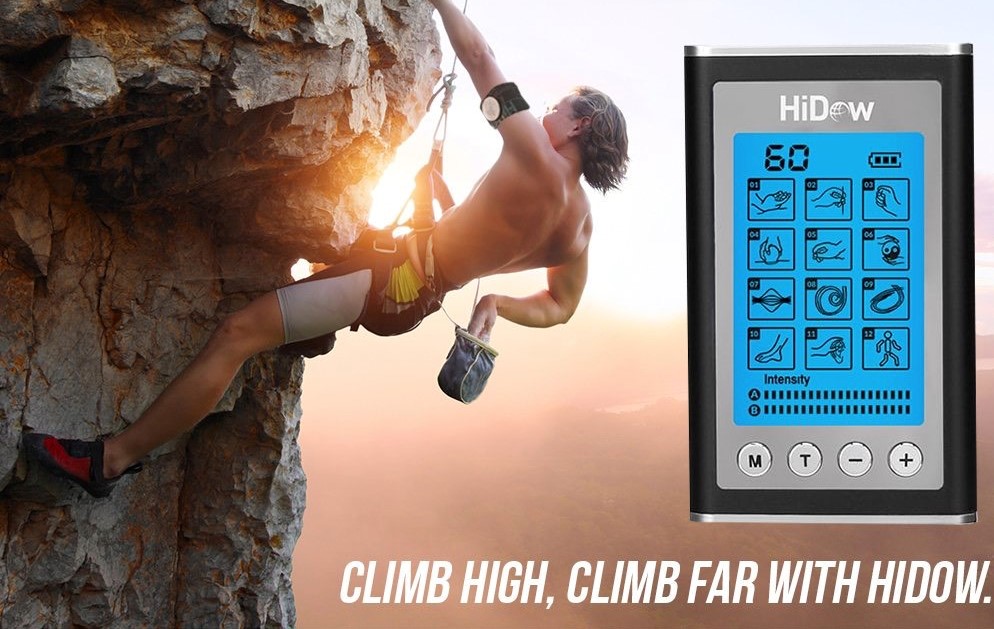 HiDow
60
01 02 03
04 05 06
07 08 09
10 11 12
Intensity
A
B
M T − +
CLIMB HIGH, CLIMB FAR WITH HIDOW.